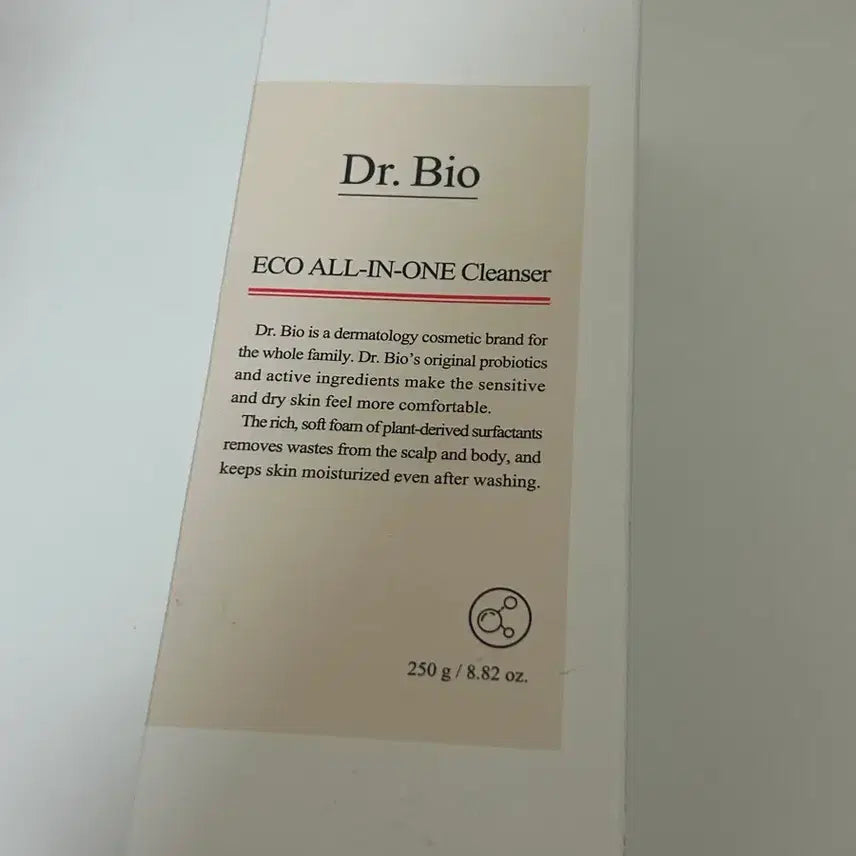 Dr. Bio
ECO ALL-IN-ONE Cleanser
Dr. Bio is a dermatology cosmetic brand for
the whole family. Dr. Bio's original probiotics
and active ingredients make the sensitive
and dry skin feel more comfortable.
The rich, soft foam of plant-derived surfactants
removes wastes from the scalp and body, and
keeps skin moisturized even after washing.
250 g / 8.82 oz.